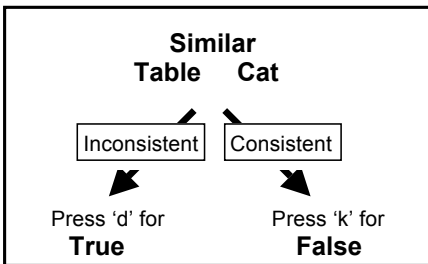 Similar
Table Cat
Inconsistent Consistent
Press ‘d’ for Press ‘k’ for
True False